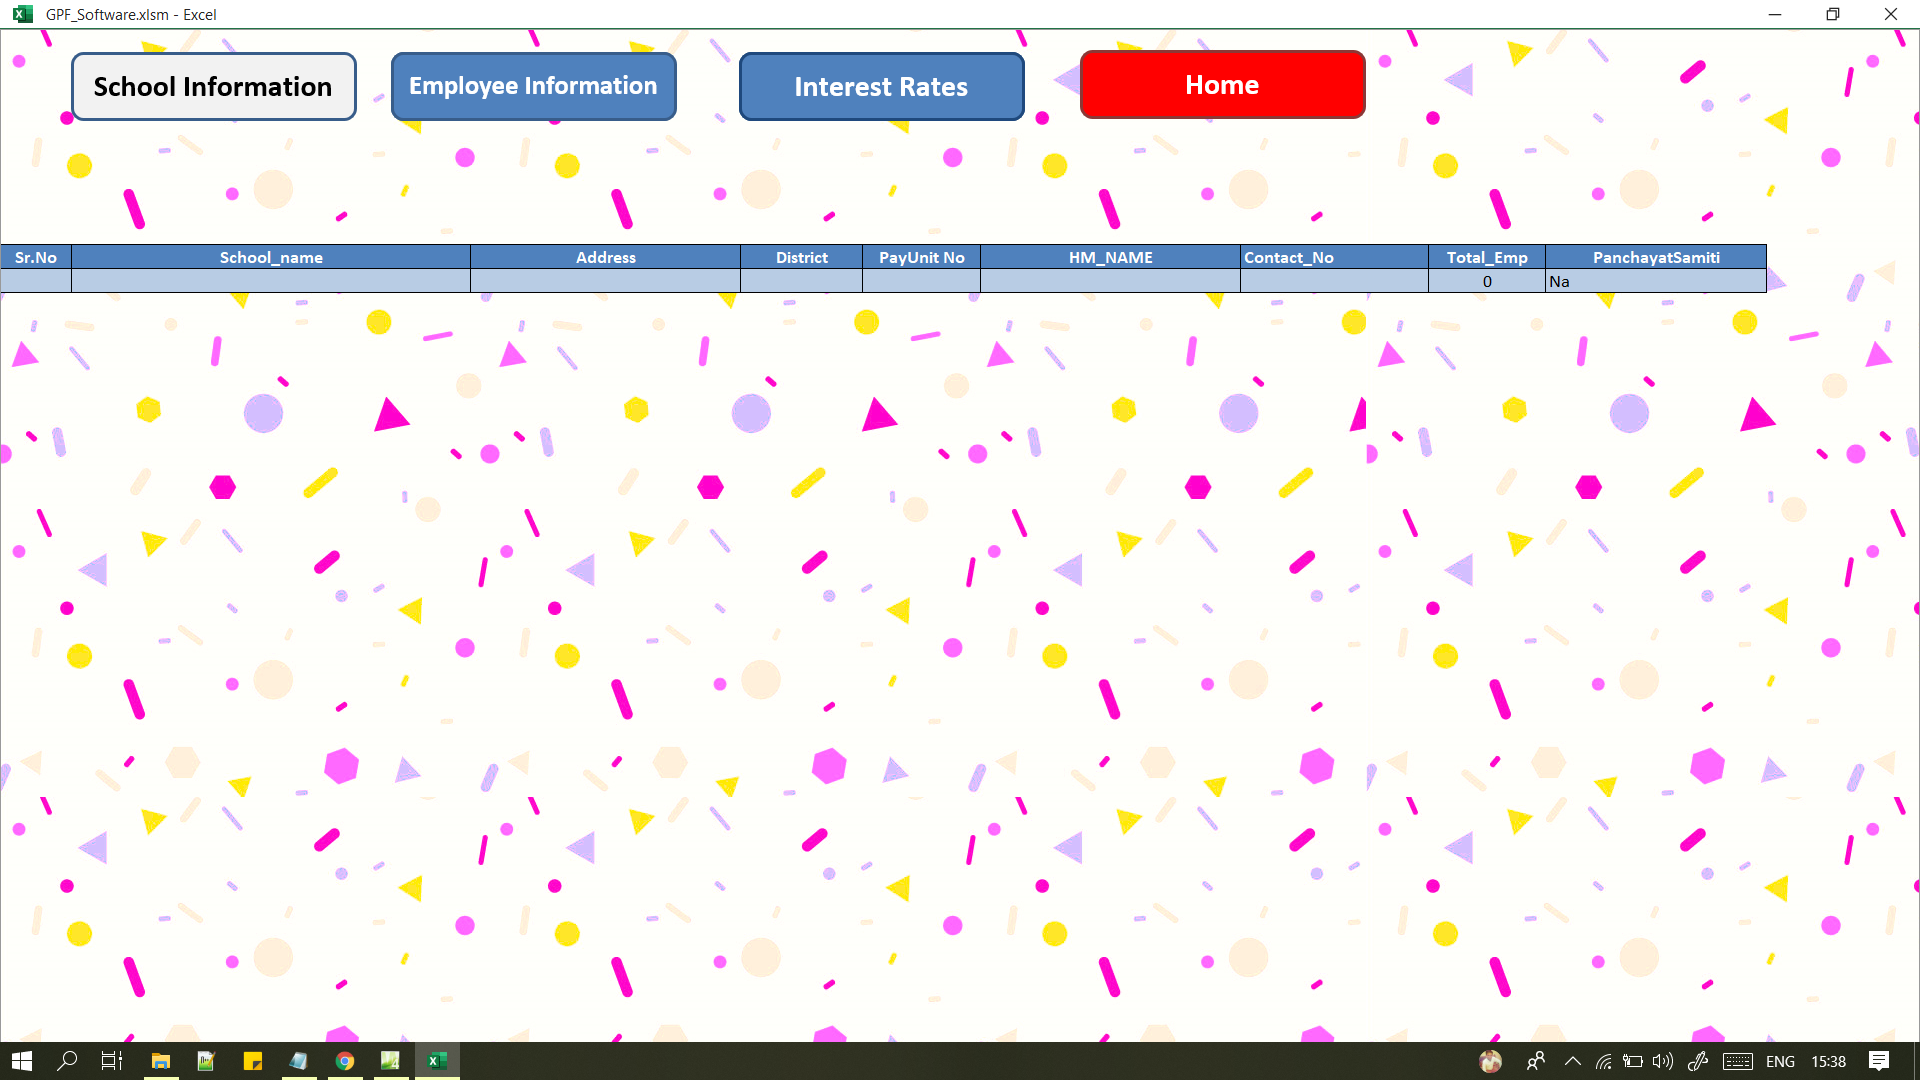 GPF_Software.xlsm - Excel
School Information
Employee Information
Interest Rates
Home
Sr.No School_name Address District PayUnit No HM_NAME Contact_No Total_Emp PanchayatSamiti
0 Na
ENG 15:38